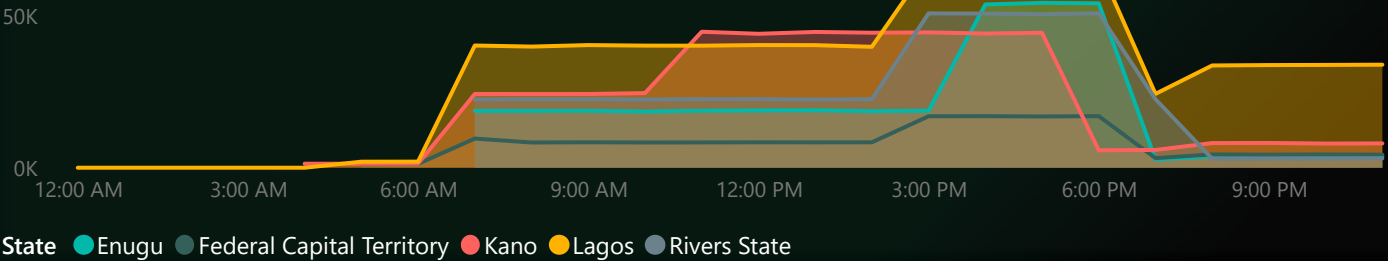 50K
0K
12:00 AM 3:00 AM 6:00 AM 9:00 AM 12:00 PM 3:00 PM 6:00 PM 9:00 PM
State Enugu Federal Capital Territory Kano Lagos Rivers State